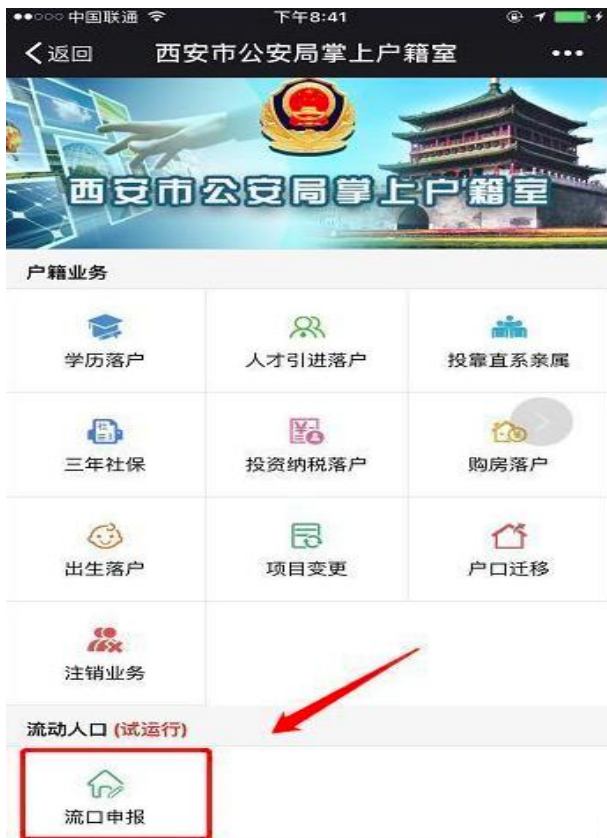 ●●○○○ 中国联通 下午8:41
返回 西安市公安局掌上户籍室 •••
西安市公安局掌上户籍室
户籍业务
学历落户 人才引进落户 投靠直系亲属
三年社保 投资纳税落户 购房落户
出生落户 项目变更 户口迁移
注销业务
流动人口 (试运行)
流口申报